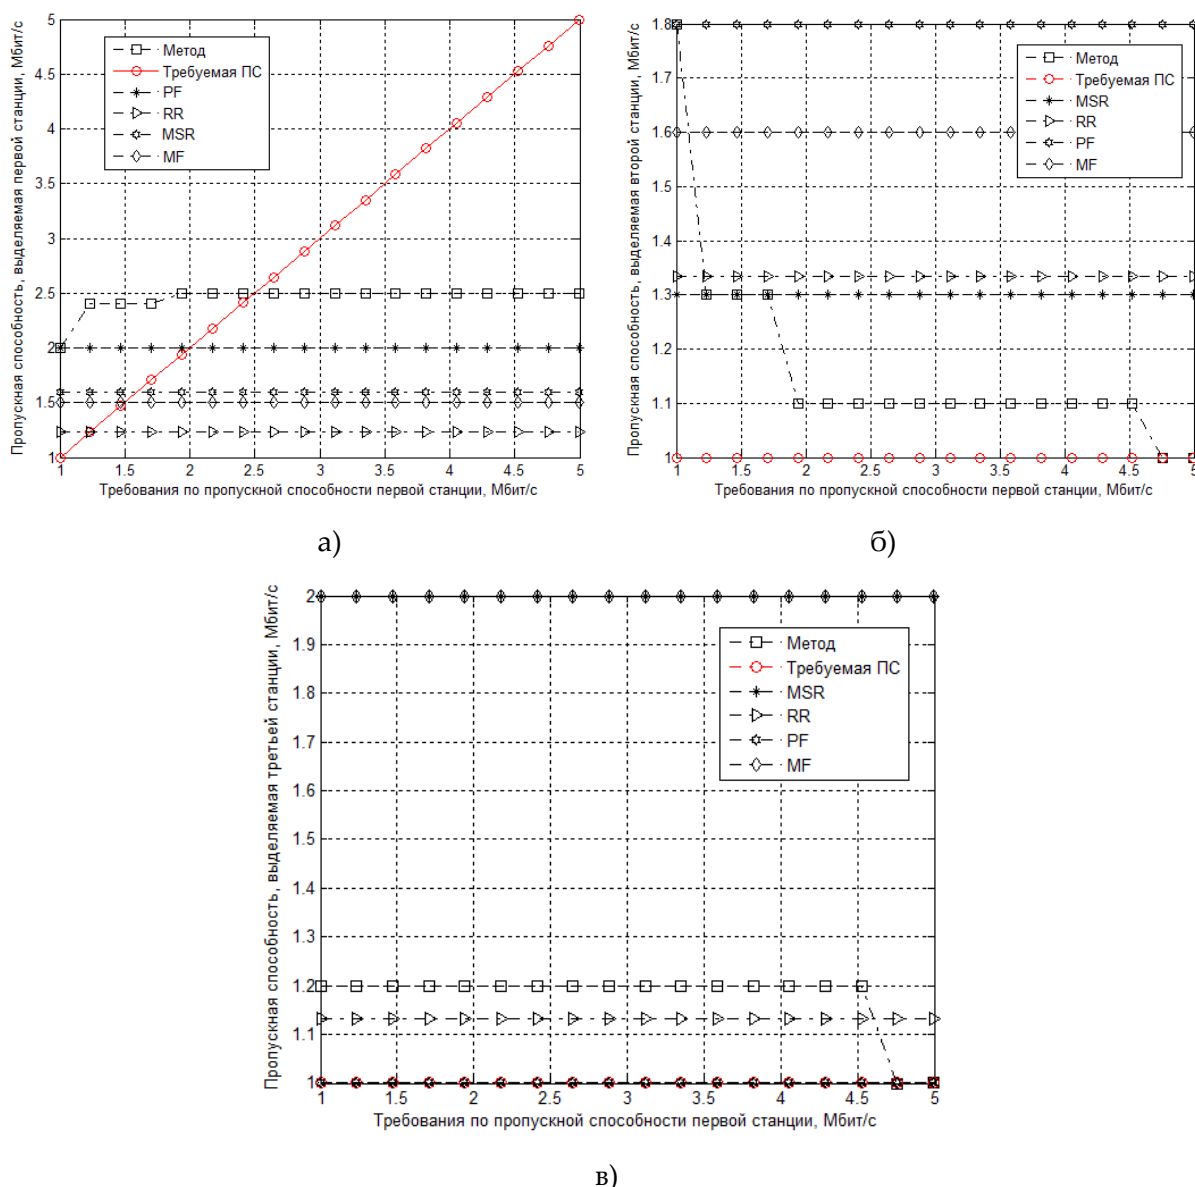 Пропускная способность, выделяемая первой станции, Мбит/с
5
4.5
4
3.5
3
2.5
2
1.5
1
Метод
Требуемая ПС
PF
RR
MSR
MF
1 1.5 2 2.5 3 3.5 4 4.5 5
Требования по пропускной способности первой станции, Мбит/с
а)
Пропускная способность, выделяемая второй станции, Мбит/с
1.8
1.7
1.6
1.5
1.4
1.3
1.2
1.1
1
Метод
Требуемая ПС
MSR
RR
PF
MF
1 1.5 2 2.5 3 3.5 4 4.5 5
Требования по пропускной способности первой станции, Мбит/с
б)
Пропускная способность, выделяемая третьей станции, Мбит/с
2
1.9
1.8
1.7
1.6
1.5
1.4
1.3
1.2
1.1
1
Метод
Требуемая ПС
MSR
RR
PF
MF
1 1.5 2 2.5 3 3.5 4 4.5 5
Требования по пропускной способности первой станции, Мбит/с
в)